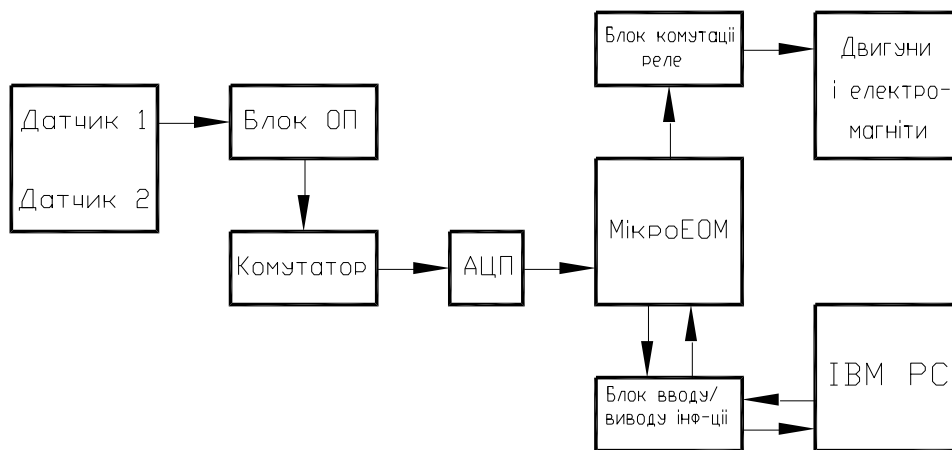 Датчик 1
Датчик 2
Блок ОП
Комутатор
АЦП
МікроЕОМ
Блок комутації
реле
Двигуни
і електро-
магніти
Блок вводу/
виводу інф-ції
IBM PC